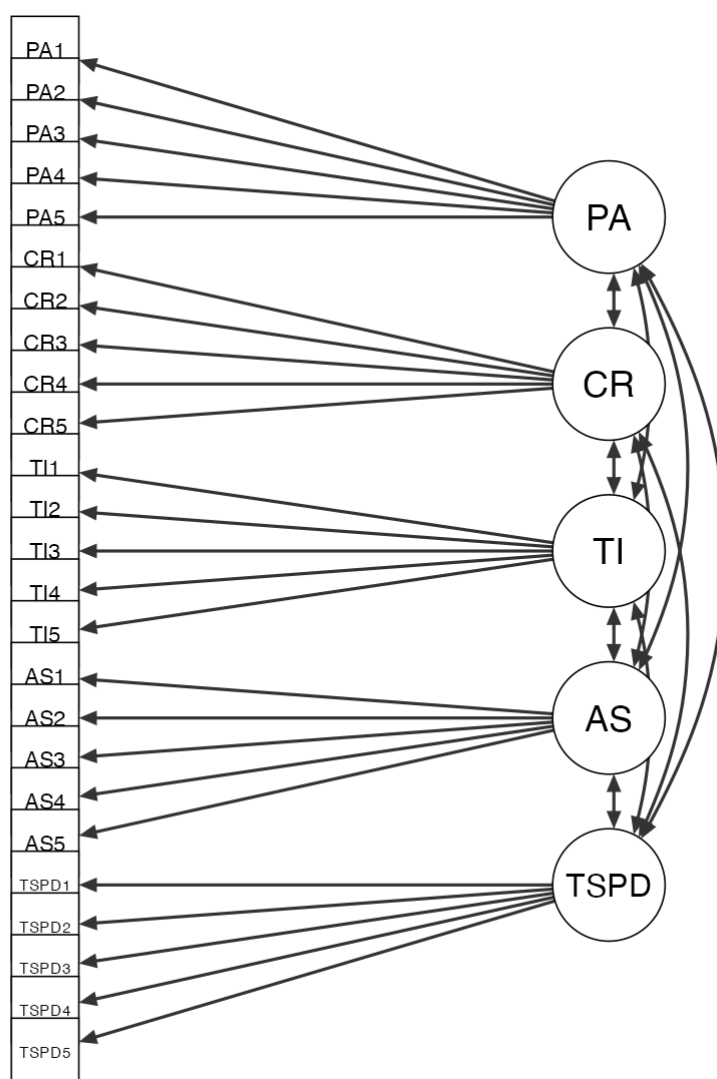 PA1
PA2
PA3
PA4
PA5
CR1
CR2
CR3
CR4
CR5
TI1
TI2
TI3
TI4
TI5
AS1
AS2
AS3
AS4
AS5
TSPD1
TSPD2
TSPD3
TSPD4
TSPD5
PA
CR
TI
AS
TSPD